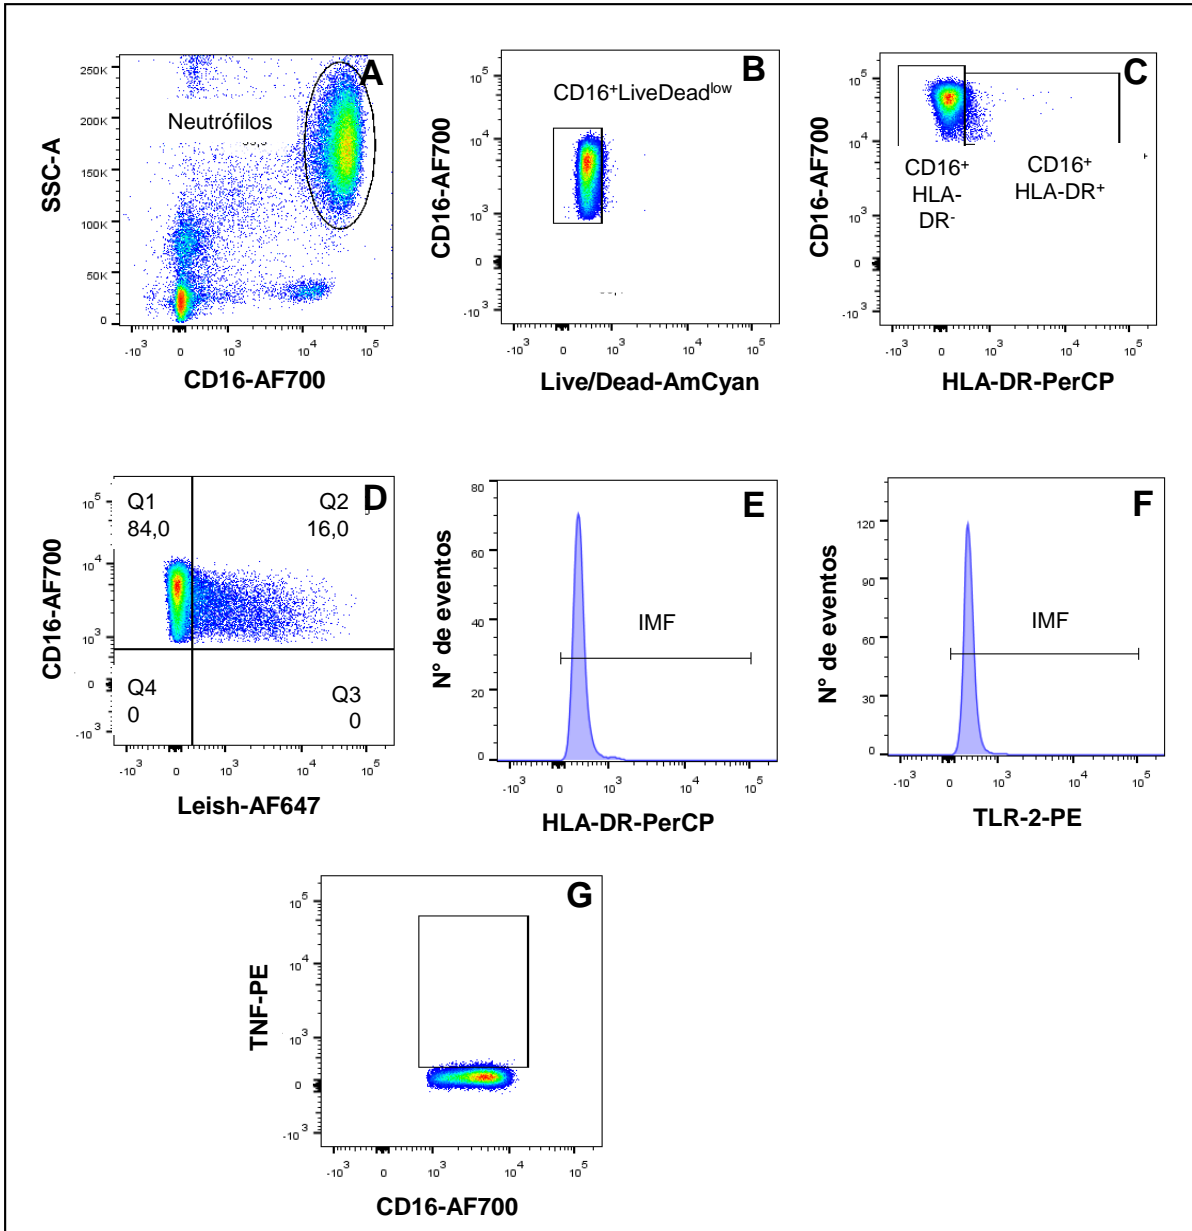 A
250K
200K
150K
100K
50K
0
Neutrófilos
SSC-A
-10³ 0 10³ 10⁴ 10⁵
CD16-AF700
B
CD16⁺LiveDeadˡᵒʷ
10⁵
10⁴
10³
0
-10³
CD16-AF700
-10³ 0 10³ 10⁴ 10⁵
Live/Dead-AmCyan
C
10⁵
10⁴
10³
0
-10³
CD16-AF700
CD16⁺
HLA-
DR⁻
CD16⁺
HLA-DR⁺
-10³ 0 10³ 10⁴ 10⁵
HLA-DR-PerCP
D
Q1
84,0
Q2
16,0
10⁵
10⁴
10³
0
-10³
CD16-AF700
Q4
0
Q3
0
-10³ 0 10³ 10⁴ 10⁵
Leish-AF647
E
80
60
40
20
0
N° de eventos
IMF
-10³ 0 10³ 10⁴ 10⁵
HLA-DR-PerCP
F
120
90
60
30
0
N° de eventos
IMF
-10³ 0 10³ 10⁴ 10⁵
TLR-2-PE
G
10⁵
10⁴
10³
0
-10³
TNF-PE
-10³ 0 10³ 10⁴ 10⁵
CD16-AF700